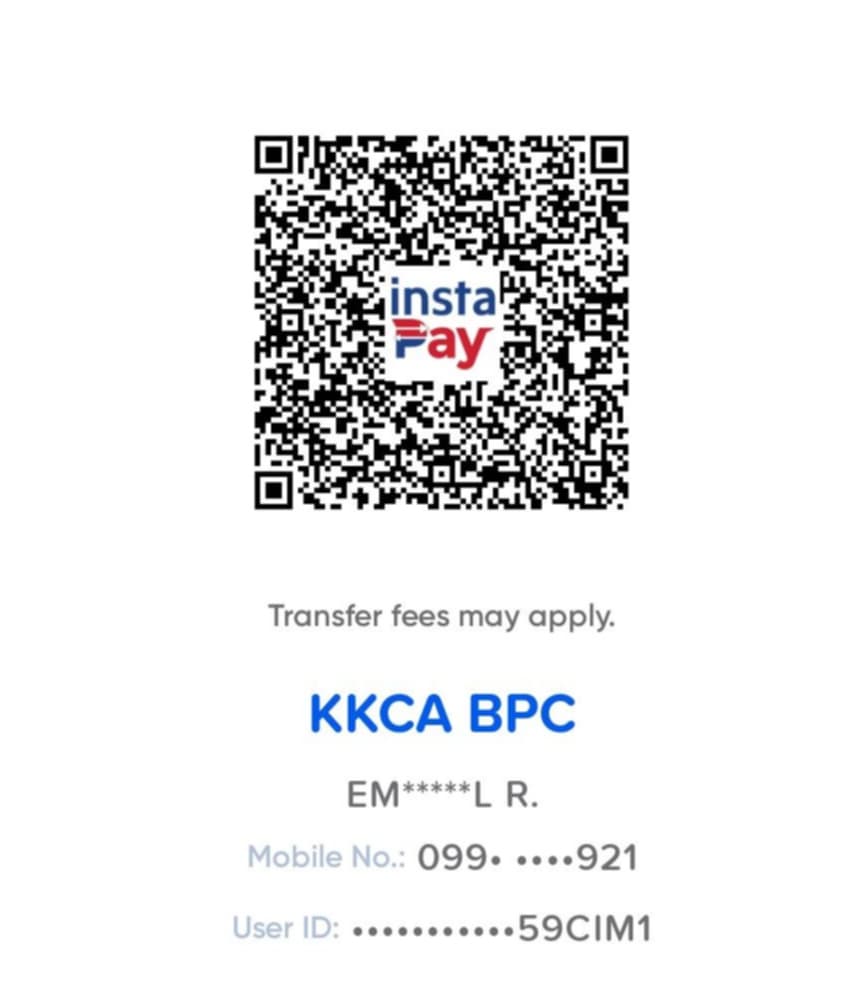 insta
Pay
Transfer fees may apply.
KKCA BPC
EM*****L R.
Mobile No.: 099• ••••921
User ID: •••••••••••59CIM1